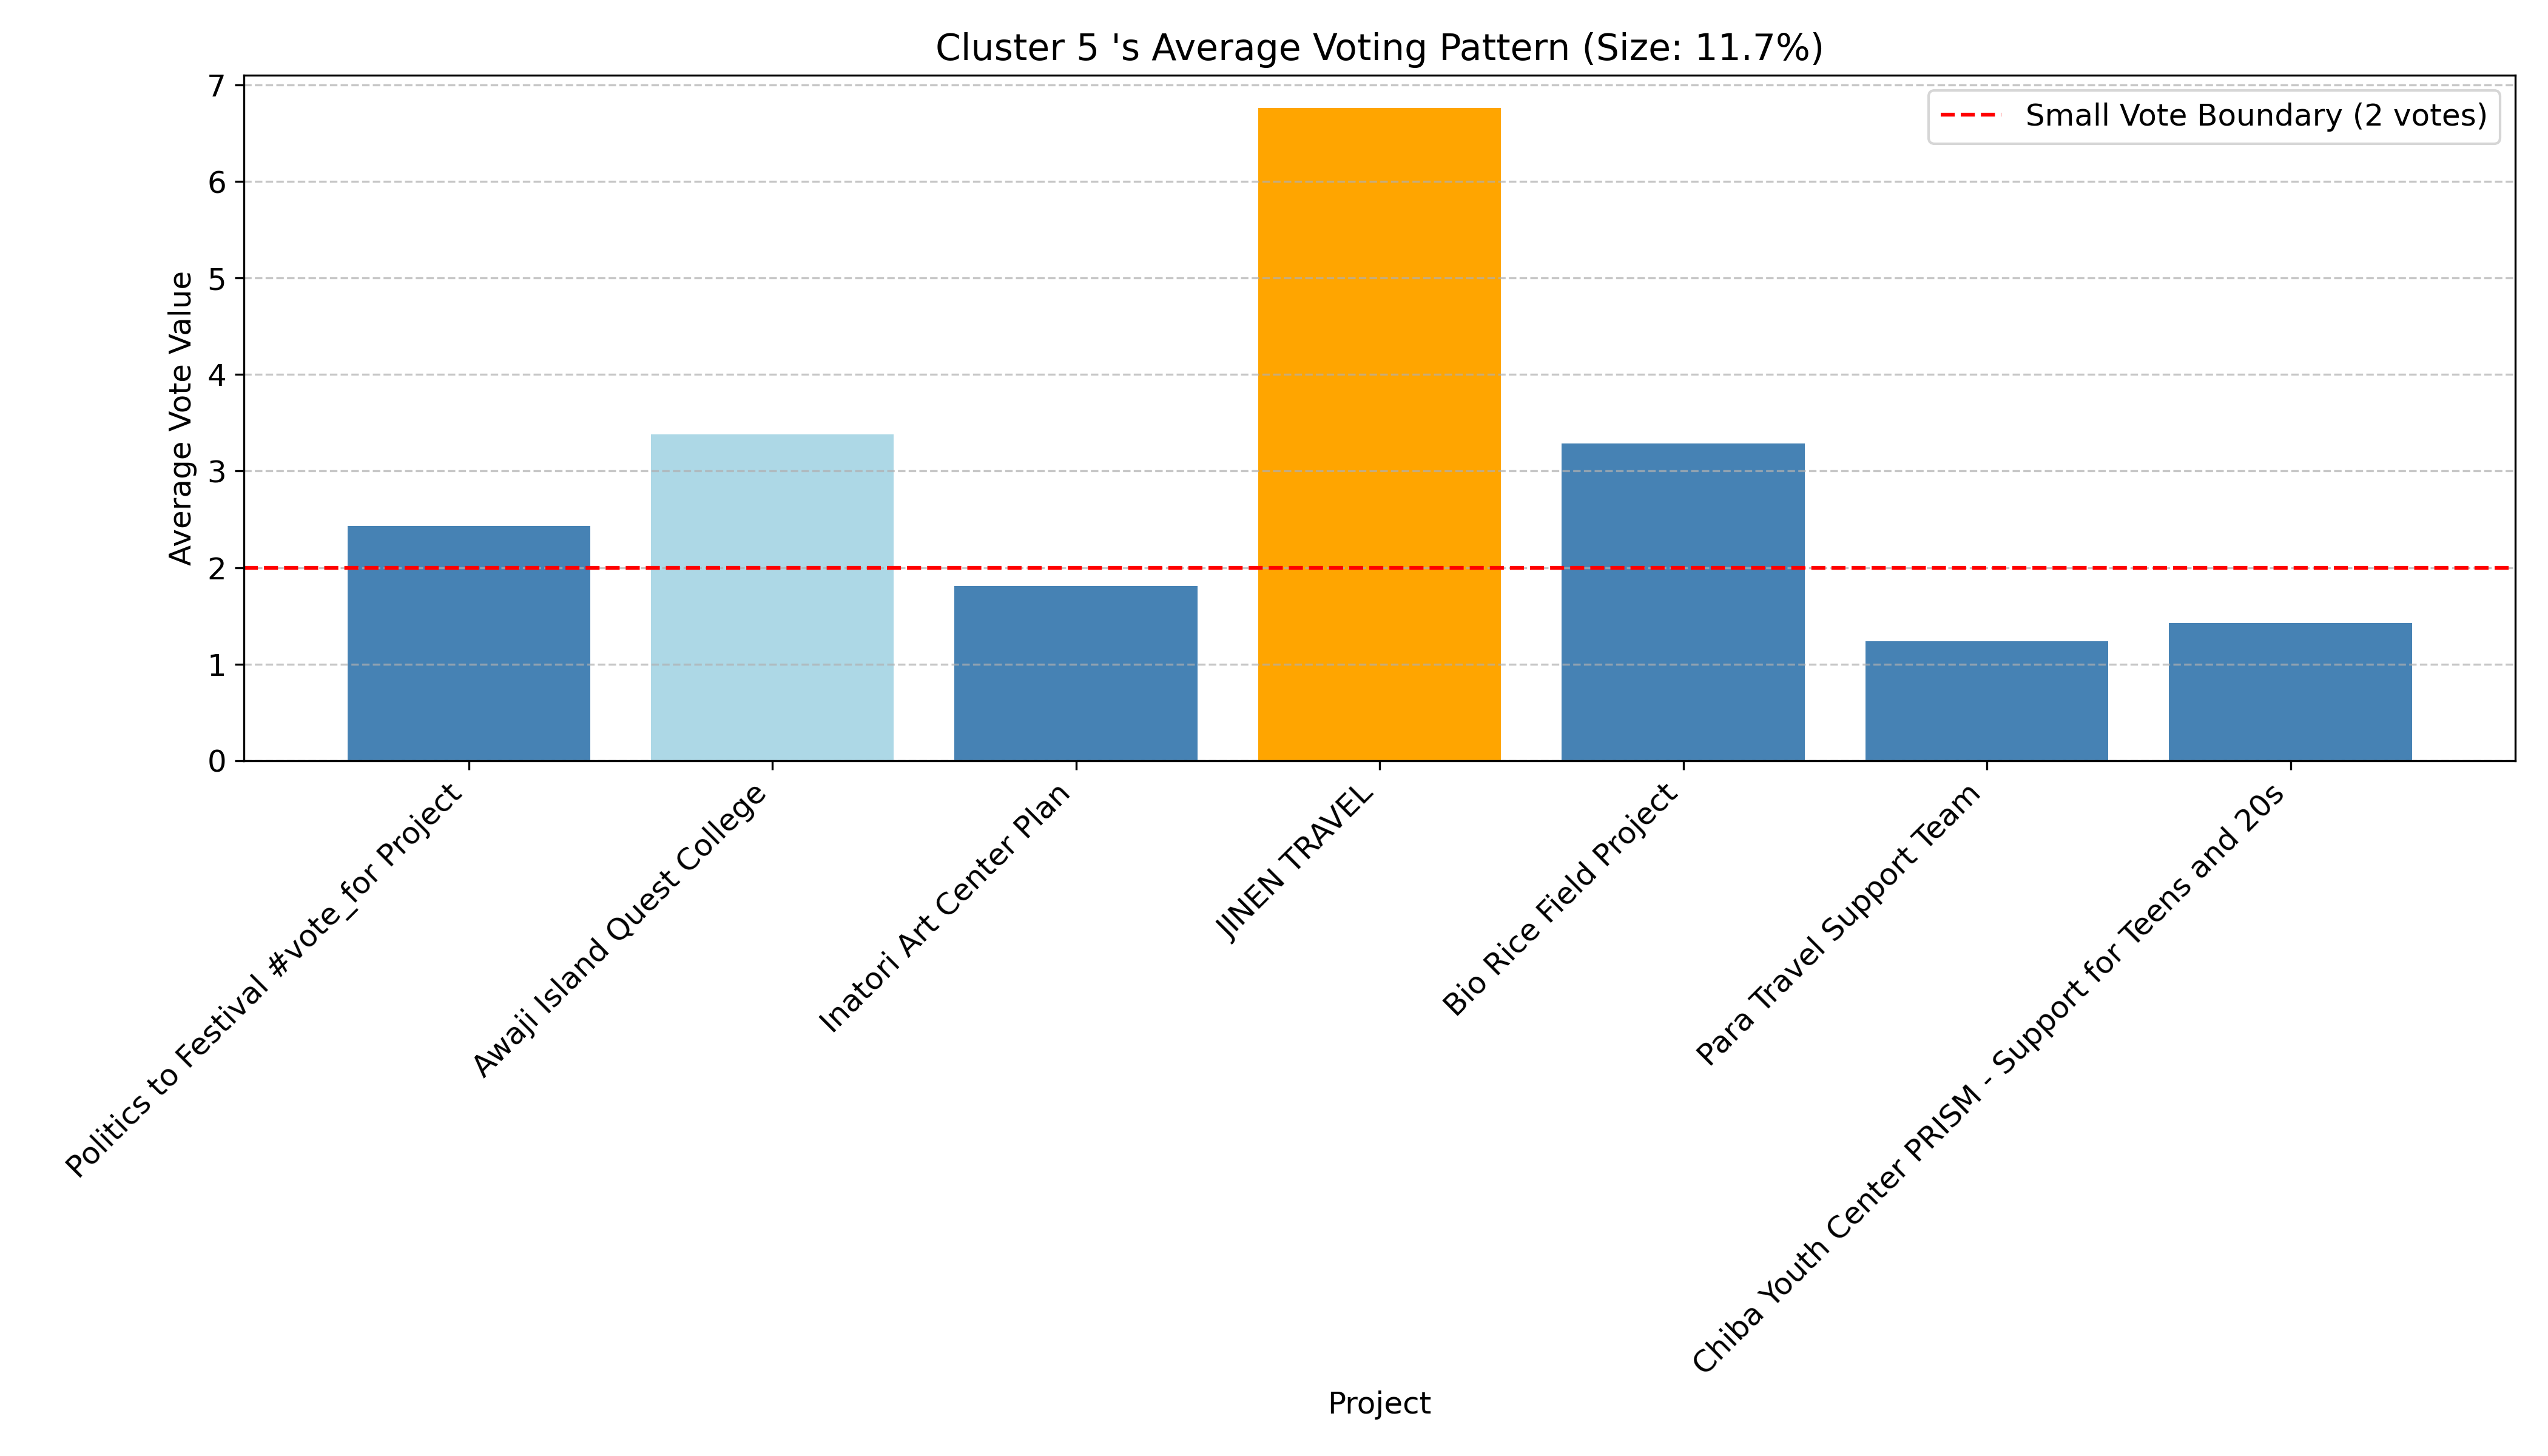 Cluster 5 's Average Voting Pattern (Size: 11.7%)
7
6
5
4
3
2
1
0
Average Vote Value
Small Vote Boundary (2 votes)
Politics to Festival #vote_for Project
Awaji Island Quest College
Inatori Art Center Plan
JINEN TRAVEL
Bio Rice Field Project
Para Travel Support Team
Chiba Youth Center PRISM - Support for Teens and 20s
Project